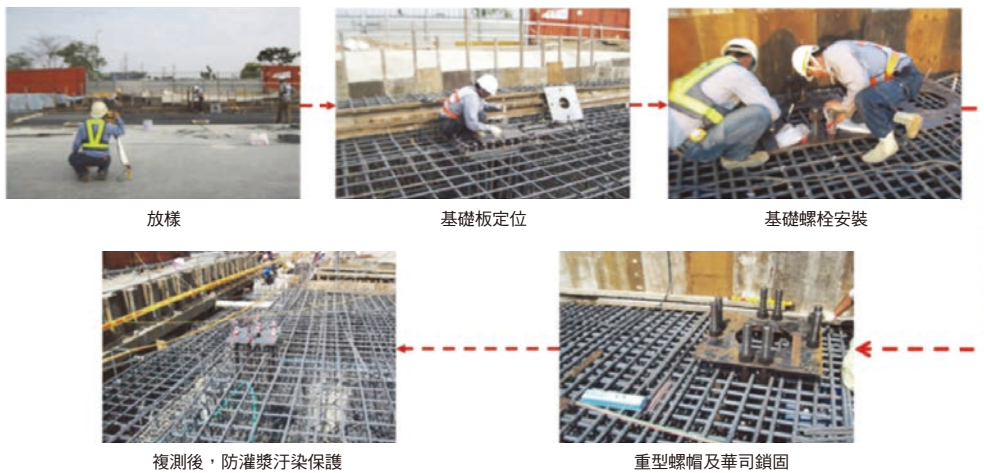 放樣
基礎板定位
基礎螺栓安裝
重型螺帽及華司鎖固
複測後，防灌漿汙染保護